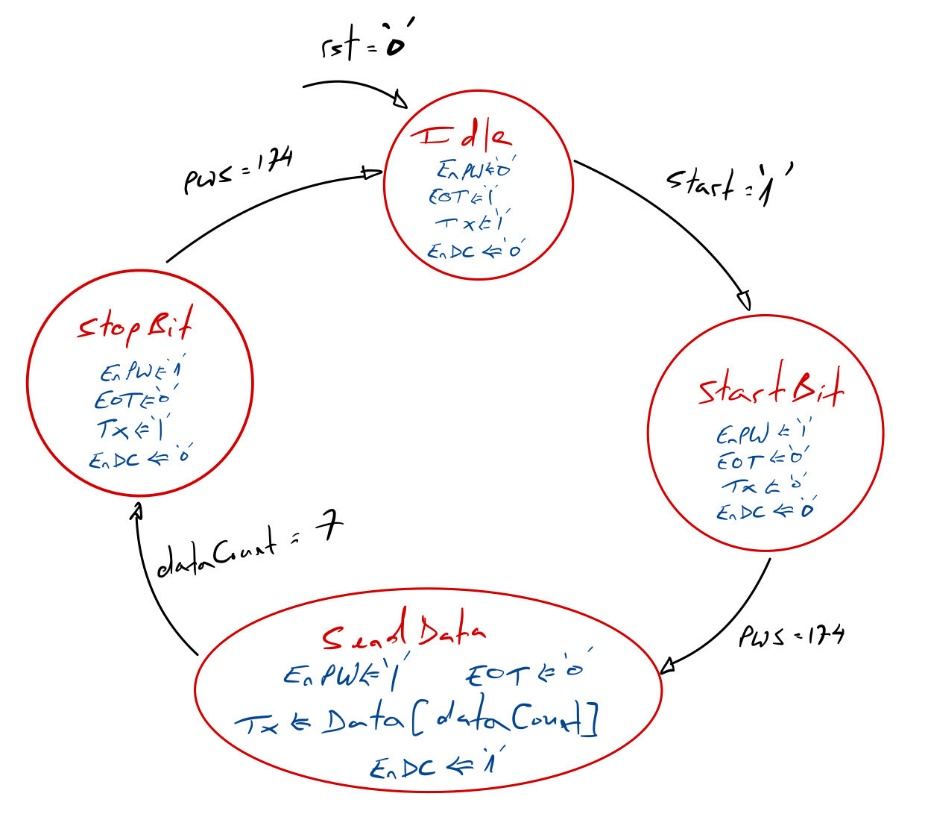 rst = '0'
Idle
EnPW ⇐ '0'
EOT ⇐ '1'
Tx ⇐ '1'
EnDC ⇐ '0'
start = '1'
StartBit
EnPW ⇐ '1'
EOT ⇐ '0'
Tx ⇐ '0'
EnDC ⇐ '0'
PWS = 174
SendData
EnPW ⇐ '1' EOT ⇐ '0'
Tx ⇐ Data[dataCount]
EnDC ⇐ '1'
dataCount = 7
StopBit
EnPW ⇐ '1'
EOT ⇐ '0'
Tx ⇐ '1'
EnDC ⇐ '0'
PWS = 174